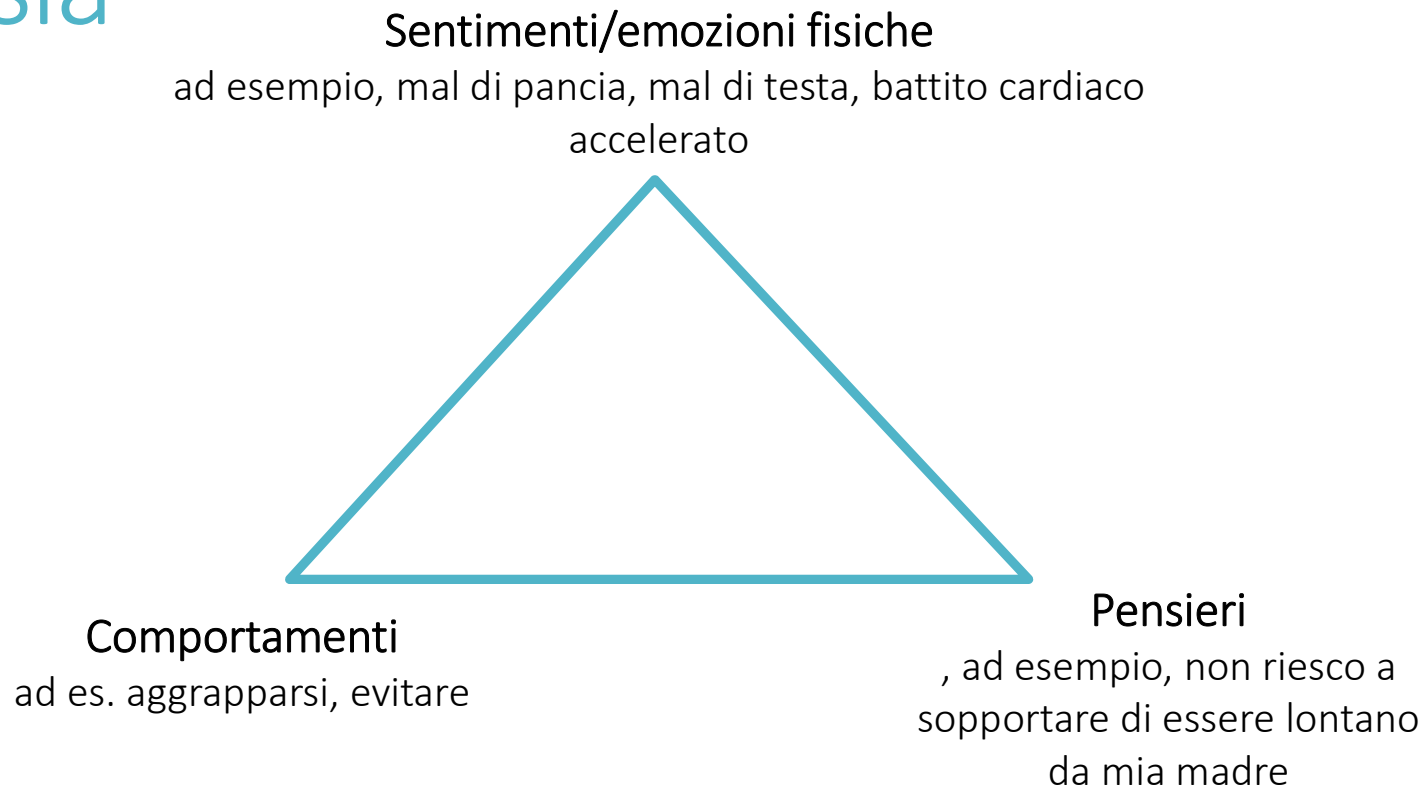 Sentimenti/emozioni fisiche
ad esempio, mal di pancia, mal di testa, battito cardiaco
accelerato
Comportamenti
ad es. aggrapparsi, evitare
Pensieri
, ad esempio, non riesco a
sopportare di essere lontano
da mia madre